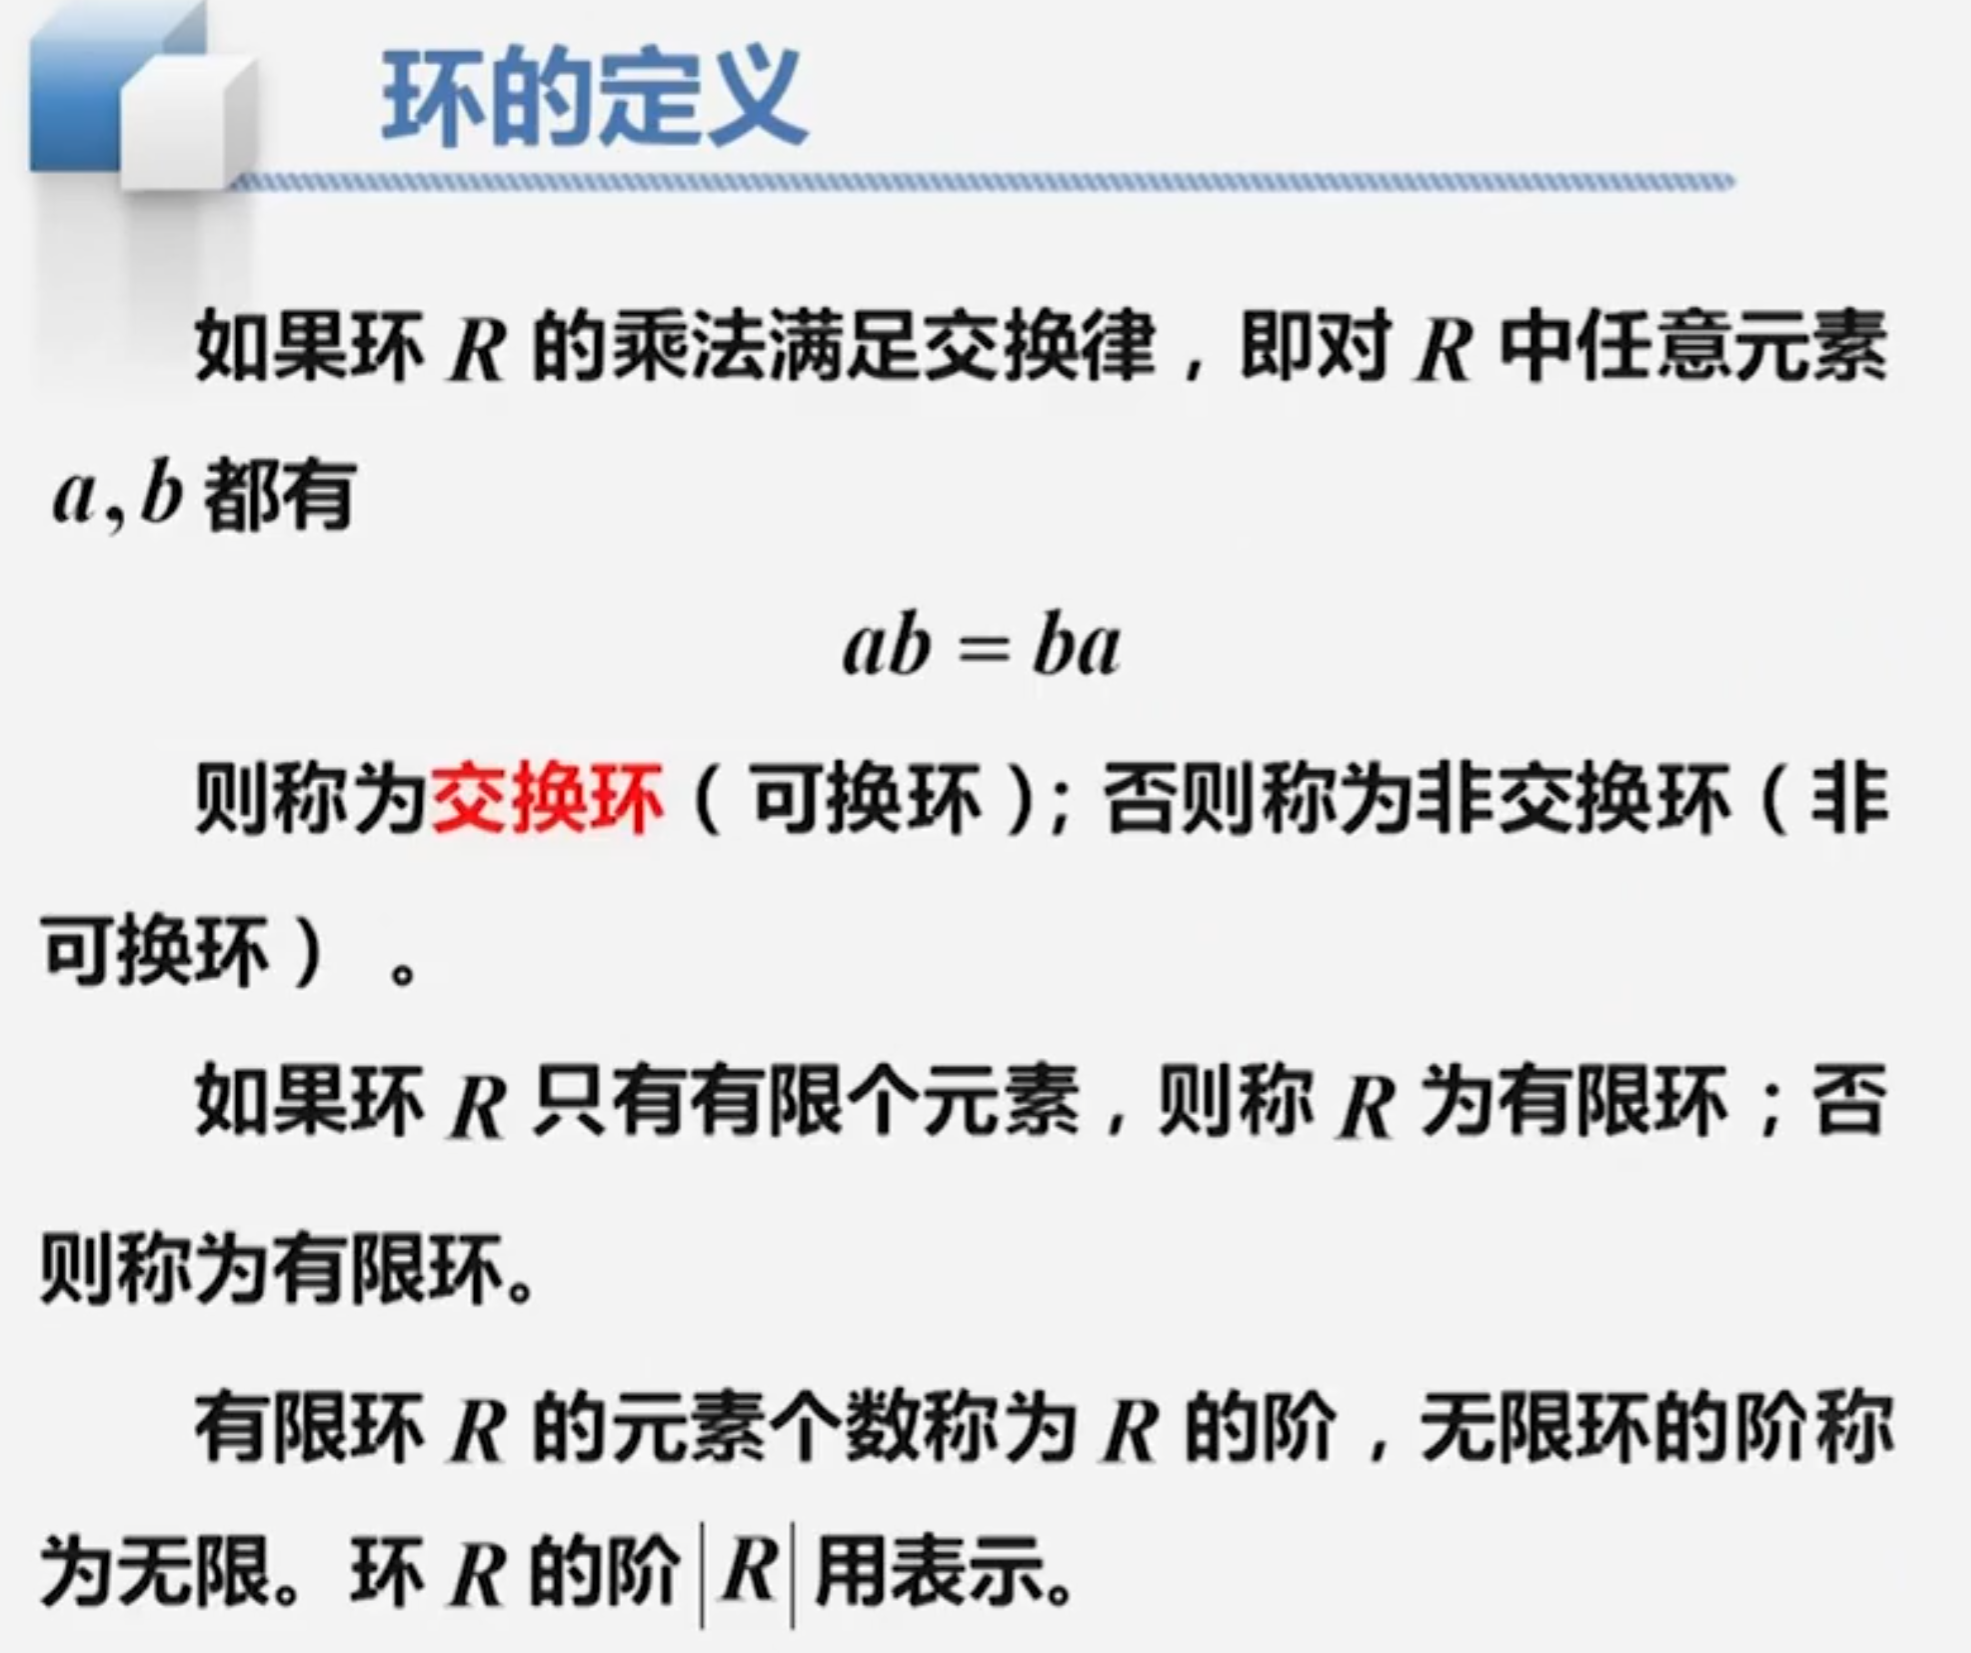 环的定义
如果环 R 的乘法满足交换律，即对 R 中任意元素
a,b 都有
ab = ba
则称为交换环（可换环）；否则称为非交换环（非
可换环） 。
如果环 R 只有有限个元素，则称 R 为有限环；否
则称为有限环。
有限环 R 的元素个数称为 R 的阶，无限环的阶称
为无限。环 R 的阶|R|用表示。